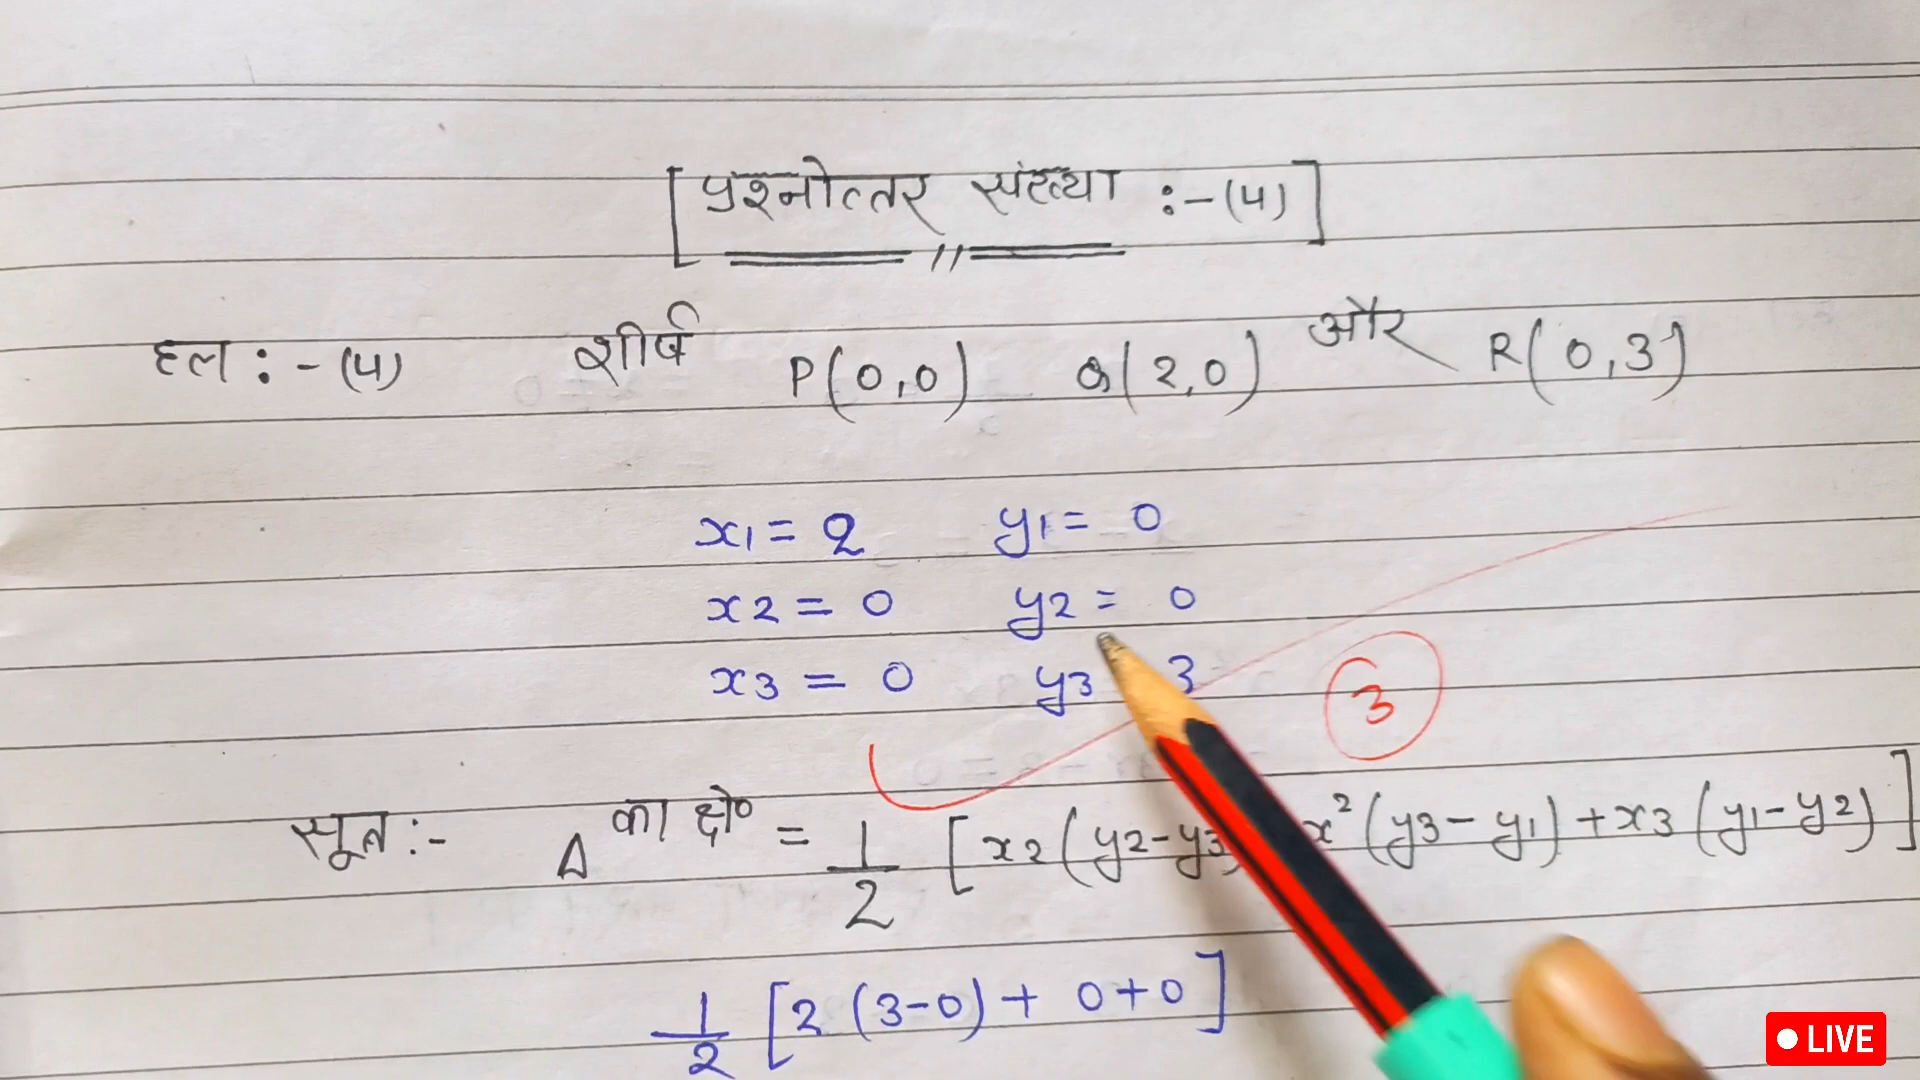 [प्रश्नोत्तर संख्या :-(4)]
हल :-(4) शीर्ष P(0,0) Q(2,0) और R(0,3)
x1 = 2 y1 = 0
x2 = 0 y2 = 0
x3 = 0 y3 3
3
सूत्र :- Δ का क्षे० = 1/2 [x2(y2-y3) x²(y3-y1)+x3(y1-y2)]
1/2 [2(3-0)+ 0+0]
LIVE